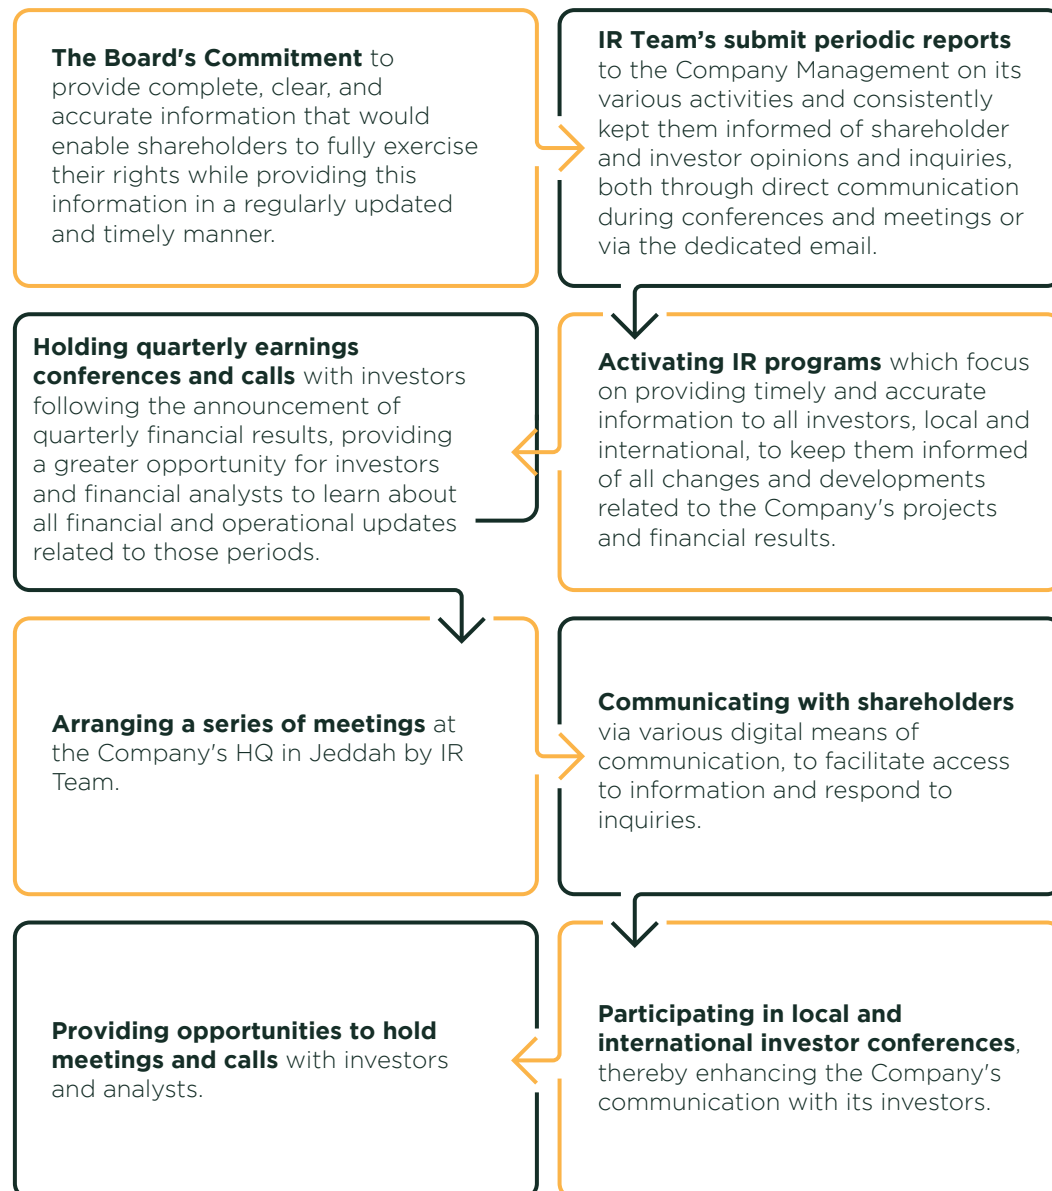 The Board's Commitment to
provide complete, clear, and
accurate information that would
enable shareholders to fully exercise
their rights while providing this
information in a regularly updated
and timely manner.
IR Team’s submit periodic reports
to the Company Management on its
various activities and consistently
kept them informed of shareholder
and investor opinions and inquiries,
both through direct communication
during conferences and meetings or
via the dedicated email.
Activating IR programs which focus
on providing timely and accurate
information to all investors, local and
international, to keep them informed
of all changes and developments
related to the Company's projects
and financial results.
Holding quarterly earnings
conferences and calls with investors
following the announcement of
quarterly financial results, providing
a greater opportunity for investors
and financial analysts to learn about
all financial and operational updates
related to those periods.
Arranging a series of meetings at
the Company's HQ in Jeddah by IR
Team.
Communicating with shareholders
via various digital means of
communication, to facilitate access
to information and respond to
inquiries.
Participating in local and
international investor conferences,
thereby enhancing the Company's
communication with its investors.
Providing opportunities to hold
meetings and calls with investors
and analysts.